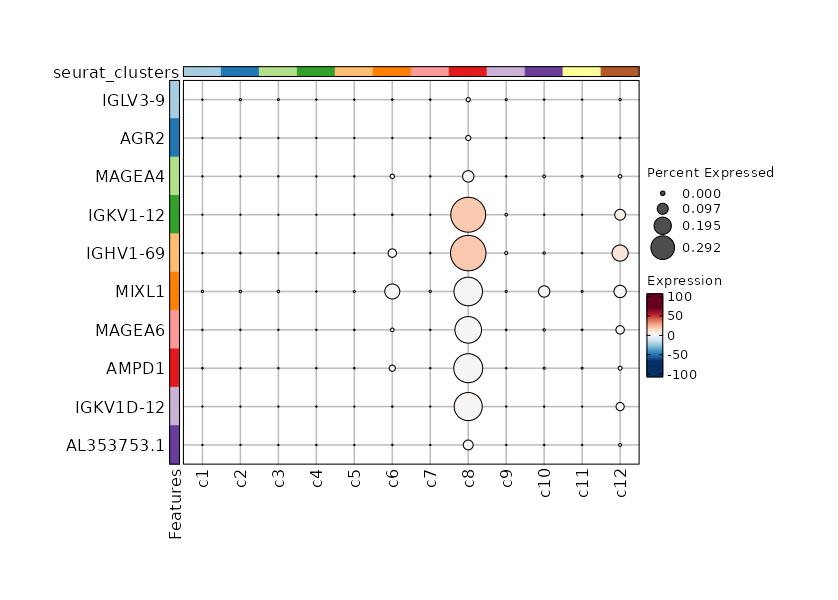 seurat_clusters
IGLV3-9
AGR2
MAGEA4
IGKV1-12
IGHV1-69
MIXL1
MAGEA6
AMPD1
IGKV1D-12
AL353753.1
Features
c1
c2
c3
c4
c5
c6
c7
c8
c9
c10
c11
c12
Percent Expressed
0.000
0.097
0.195
0.292
Expression
100
50
0
-50
-100